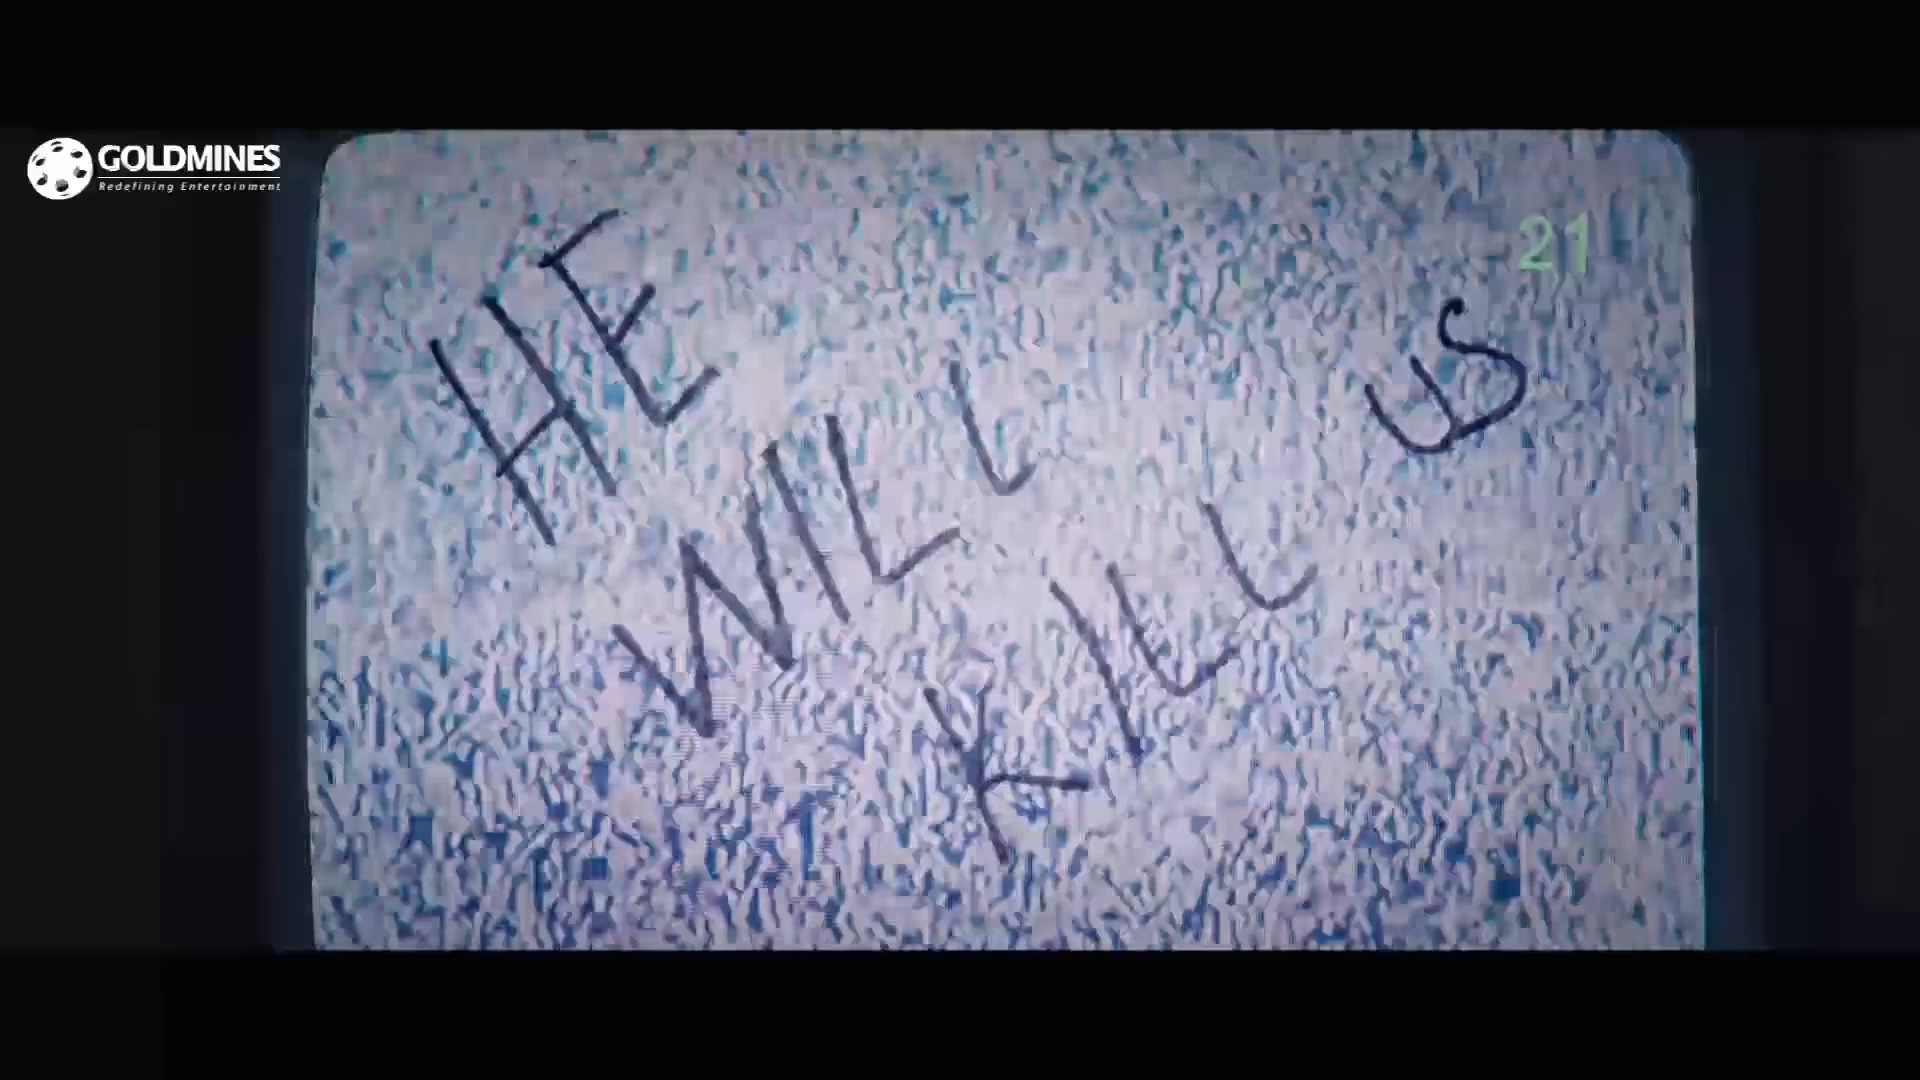 GOLDMINES
Redefining Entertainment
21
HE
WILL
KILL
US